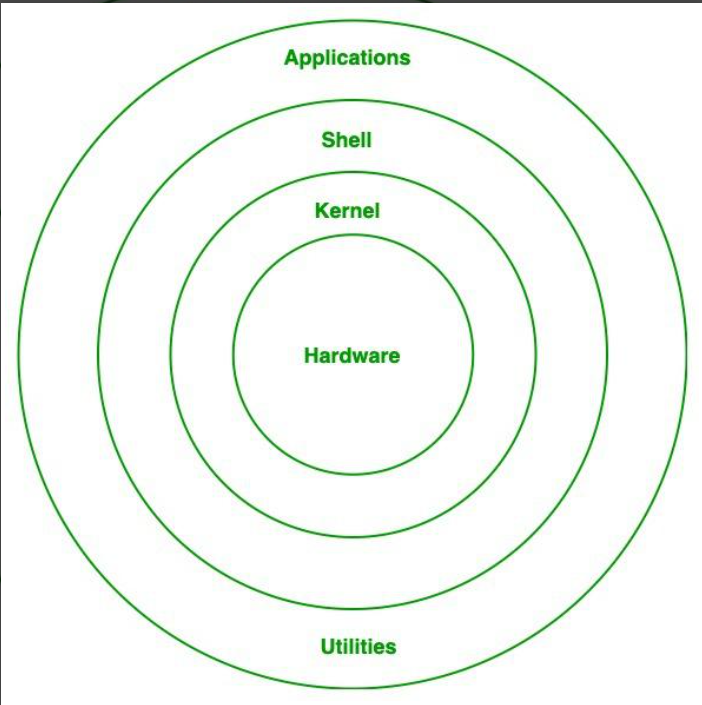 Applications
Shell
Kernel
Hardware
Utilities